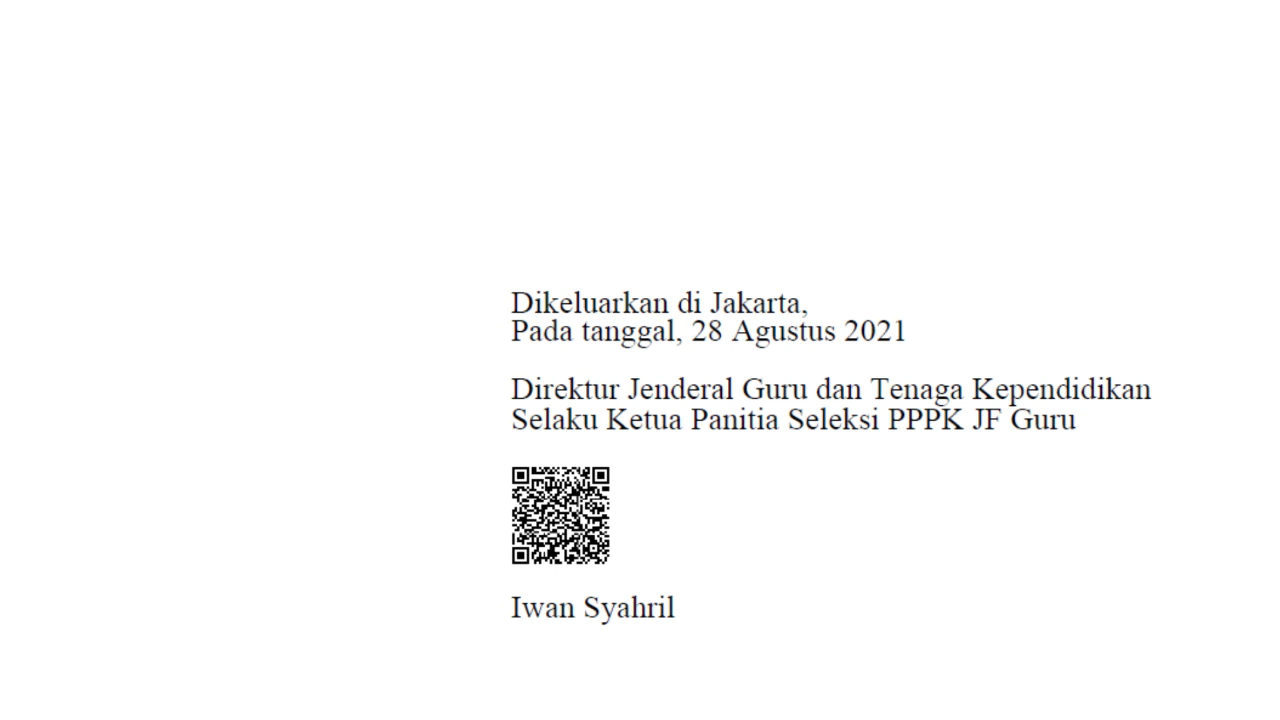 Dikeluarkan di Jakarta,
Pada tanggal, 28 Agustus 2021
Direktur Jenderal Guru dan Tenaga Kependidikan
Selaku Ketua Panitia Seleksi PPPK JF Guru
Iwan Syahril